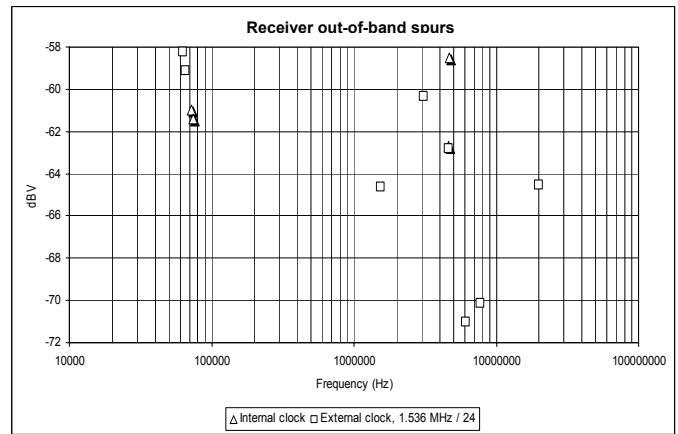 Receiver out-of-band spurs
-58
-60
-62
-64
-66
-68
-70
-72
dBV
10000 100000 1000000 10000000 100000000
Frequency (Hz)
Internal clock External clock, 1.536 MHz / 24